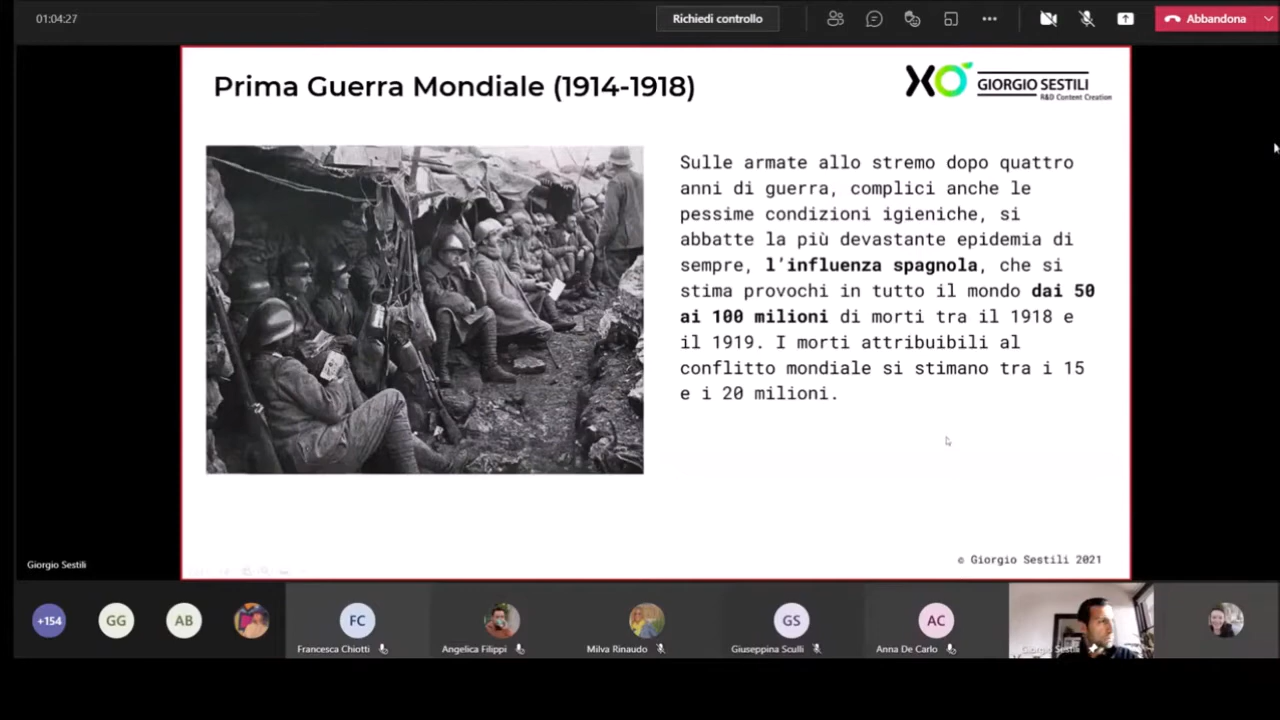 01:04:27
Richiedi controllo
Abbandona
Prima Guerra Mondiale (1914-1918)
XO
GIORGIO SESTILI
R&D Content Creation
Sulle armate allo stremo dopo quattro
anni di guerra, complici anche le
pessime condizioni igieniche, si
abbatte la più devastante epidemia di
sempre, l’influenza spagnola, che si
stima provochi in tutto il mondo dai 50
ai 100 milioni di morti tra il 1918 e
il 1919. I morti attribuibili al
conflitto mondiale si stimano tra i 15
e i 20 milioni.
© Giorgio Sestili 2021
Giorgio Sestili
+154
GG
AB
FC
GS
AC
Francesca Chiotti
Angelica Filippi
Milva Rinaudo
Giuseppina Sculli
Anna De Carlo
Giorgio Sestili